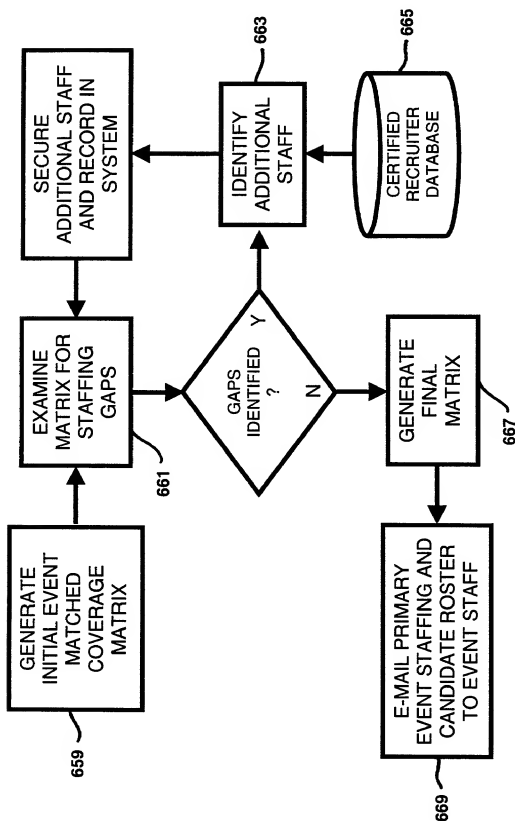 GENERATE
INITIAL EVENT
MATCHED
COVERAGE
MATRIX
659
EXAMINE
MATRIX FOR
STAFFING
GAPS
661
SECURE
ADDITIONAL STAFF
AND RECORD IN
SYSTEM
GAPS
IDENTIFIED
?
Y
N
IDENTIFY
ADDITIONAL
STAFF
663
CERTIFIED
RECRUITER
DATABASE
665
GENERATE
FINAL
MATRIX
667
E-MAIL PRIMARY
EVENT STAFFING AND
CANDIDATE ROSTER
TO EVENT STAFF
669